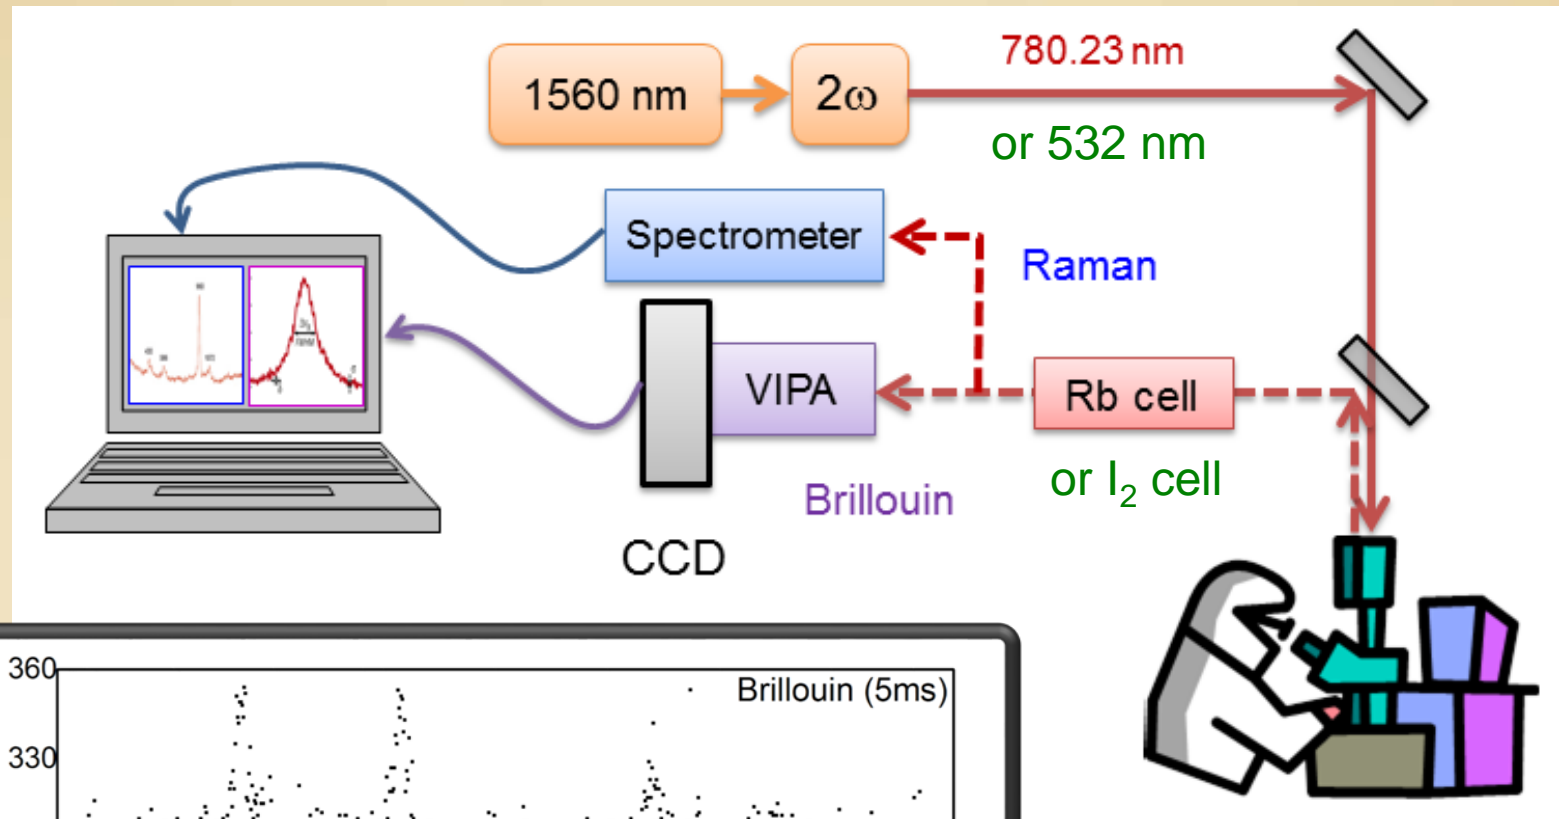 780.23 nm
1560 nm
2ω
or 532 nm
Spectrometer
Raman
VIPA
Rb cell
or I₂ cell
Brillouin
CCD
360
Brillouin (5ms)
330